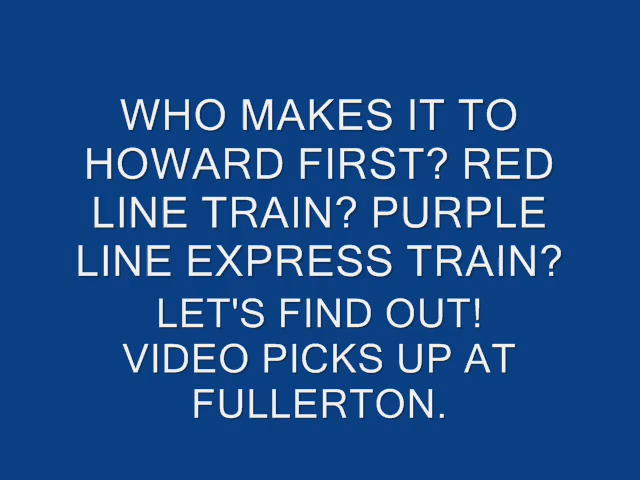 WHO MAKES IT TO
HOWARD FIRST? RED
LINE TRAIN? PURPLE
LINE EXPRESS TRAIN?
LET'S FIND OUT!
VIDEO PICKS UP AT
FULLERTON.